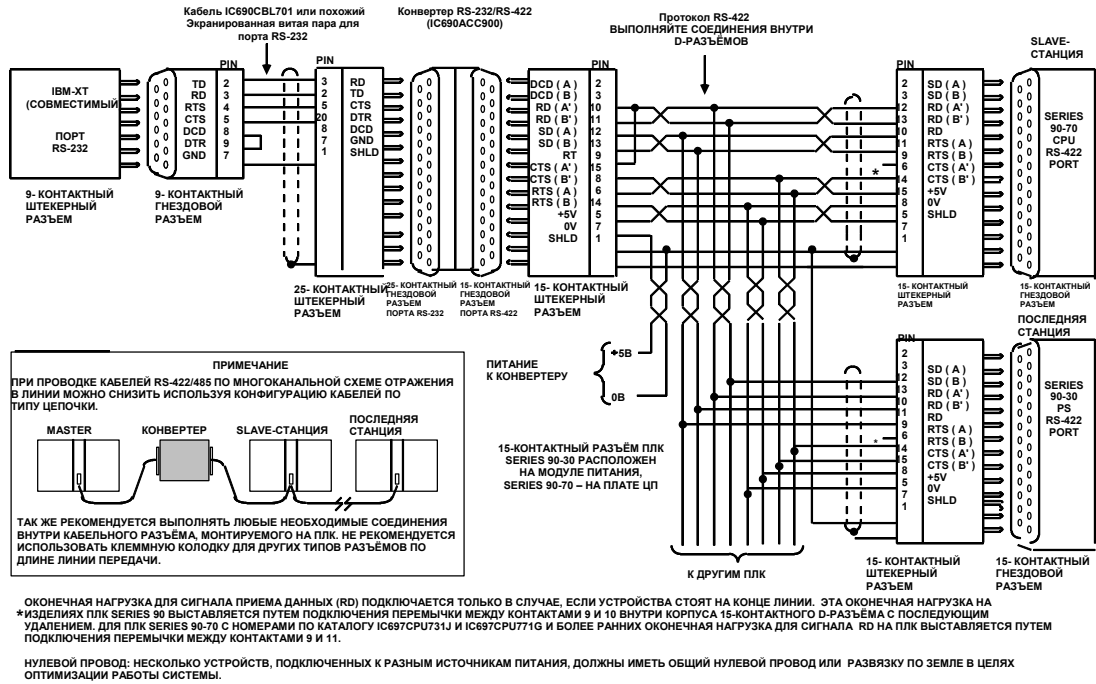 Кабель IC690CBL701 или похожий
Экранированная витая пара для
порта RS-232
Конвертер RS-232/RS-422
(IC690ACC900)
Протокол RS-422
ВЫПОЛНЯЙТЕ СОЕДИНЕНИЯ ВНУТРИ
D-РАЗЪЁМОВ
SLAVE-
СТАНЦИЯ
IBM-XT
(СОВМЕСТИМЫЙ)
ПОРТ
RS-232
PIN
TD 2
RD 3
RTS 4
CTS 5
DCD 8
DTR 9
GND 7
PIN
3 RD
2 TD
4 CTS
5 DTR
20 DCD
8 GND
7 SHLD
1
PIN
DCD ( A ) 2
DCD ( B ) 3
RD ( A' ) 10
RD ( B' ) 11
SD ( A ) 12
SD ( B ) 13
RT 9
CTS ( A' ) 15
CTS ( B' ) 8
RTS ( A ) 6
RTS ( B ) 14
+5V 5
0V 7
SHLD 1
PIN
2 SD ( A )
3 SD ( B )
12 RD ( A' )
13 RD ( B' )
10 RD
11 RTS ( A )
9 RTS ( B )
6 CTS ( A' )
14 CTS ( B' )
15 +5V
8 0V
5 SHLD
7
1
*
SERIES
90-70
CPU
RS-422
PORT
9- КОНТАКТНЫЙ
ШТЕКЕРНЫЙ
РАЗЪЕМ
9- КОНТАКТНЫЙ
ГНЕЗДОВОЙ
РАЗЪЕМ
25- КОНТАКТНЫЙ
ШТЕКЕРНЫЙ
РАЗЪЕМ
25- КОНТАКТНЫЙ
ГНЕЗДОВОЙ
РАЗЪЕМ
ПОРТА RS-232
15- КОНТАКТНЫЙ
ГНЕЗДОВОЙ
РАЗЪЕМ
ПОРТА RS-422
15- КОНТАКТНЫЙ
ШТЕКЕРНЫЙ
РАЗЪЕМ
15- КОНТАКТНЫЙ
ШТЕКЕРНЫЙ
РАЗЪЕМ
15- КОНТАКТНЫЙ
ГНЕЗДОВОЙ
РАЗЪЕМ
ПОСЛЕДНЯЯ
СТАНЦИЯ
ПИТАНИЕ
К КОНВЕРТЕРУ
+5В
0В
PIN
2
3 SD ( A )
12 SD ( B )
13 RD ( A' )
10 RD ( B' )
11 RD
9 RTS ( A )
6 RTS ( B )
14 CTS ( A' )
15 CTS ( B' )
8 +5V
5 0V
7 SHLD
1
*
SERIES
90-30
PS
RS-422
PORT
15-КОНТАКТНЫЙ РАЗЪЁМ ПЛК
SERIES 90-30 РАСПОЛОЖЕН
НА МОДУЛЕ ПИТАНИЯ,
SERIES 90-70 – НА ПЛАТЕ ЦП
К ДРУГИМ ПЛК
15- КОНТАКТНЫЙ
ШТЕКЕРНЫЙ
РАЗЪЕМ
15- КОНТАКТНЫЙ
ГНЕЗДОВОЙ
РАЗЪЕМ
ПРИМЕЧАНИЕ
ПРИ ПРОВОДКЕ КАБЕЛЕЙ RS-422/485 ПО МНОГОКАНАЛЬНОЙ СХЕМЕ ОТРАЖЕНИЯ
В ЛИНИИ МОЖНО СНИЗИТЬ ИСПОЛЬЗУЯ КОНФИГУРАЦИЮ КАБЕЛЕЙ ПО
ТИПУ ЦЕПОЧКИ.
MASTER
КОНВЕРТЕР
SLAVE-СТАНЦИЯ
ПОСЛЕДНЯЯ
СТАНЦИЯ
ТАК ЖЕ РЕКОМЕНДУЕТСЯ ВЫПОЛНЯТЬ ЛЮБЫЕ НЕОБХОДИМЫЕ СОЕДИНЕНИЯ
ВНУТРИ КАБЕЛЬНОГО РАЗЪЁМА, МОНТИРУЕМОГО НА ПЛК. НЕ РЕКОМЕНДУЕТСЯ
ИСПОЛЬЗОВАТЬ КЛЕММНУЮ КОЛОДКУ ДЛЯ ДРУГИХ ТИПОВ РАЗЪЁМОВ ПО
ДЛИНЕ ЛИНИИ ПЕРЕДАЧИ.
ОКОНЕЧНАЯ НАГРУЗКА ДЛЯ СИГНАЛА ПРИЕМА ДАННЫХ (RD) ПОДКЛЮЧАЕТСЯ ТОЛЬКО В СЛУЧАЕ, ЕСЛИ УСТРОЙСТВА СТОЯТ НА КОНЦЕ ЛИНИИ. ЭТА ОКОНЕЧНАЯ НАГРУЗКА НА
*ИЗДЕЛИЯХ ПЛК SERIES 90 ВЫСТАВЛЯЕТСЯ ПУТЕМ ПОДКЛЮЧЕНИЯ ПЕРЕМЫЧКИ МЕЖДУ КОНТАКТАМИ 9 И 10 ВНУТРИ КОРПУСА 15-КОНТАКТНОГО D-РАЗЪЁМА С ПОСЛЕДУЮЩИМ
УДАЛЕНИЕМ. ДЛЯ ПЛК SERIES 90-70 С НОМЕРАМИ ПО КАТАЛОГУ IC697CPU731J И IC697CPU771G И БОЛЕЕ РАННИХ ОКОНЕЧНАЯ НАГРУЗКА ДЛЯ СИГНАЛА RD НА ПЛК ВЫСТАВЛЯЕТСЯ ПУТЕМ
ПОДКЛЮЧЕНИЯ ПЕРЕМЫЧКИ МЕЖДУ КОНТАКТАМИ 9 И 11.
НУЛЕВОЙ ПРОВОД: НЕСКОЛЬКО УСТРОЙСТВ, ПОДКЛЮЧЕННЫХ К РАЗНЫМ ИСТОЧНИКАМ ПИТАНИЯ, ДОЛЖНЫ ИМЕТЬ ОБЩИЙ НУЛЕВОЙ ПРОВОД ИЛИ РАЗВЯЗКУ ПО ЗЕМЛЕ В ЦЕЛЯХ
ОПТИМИЗАЦИИ РАБОТЫ СИСТЕМЫ.